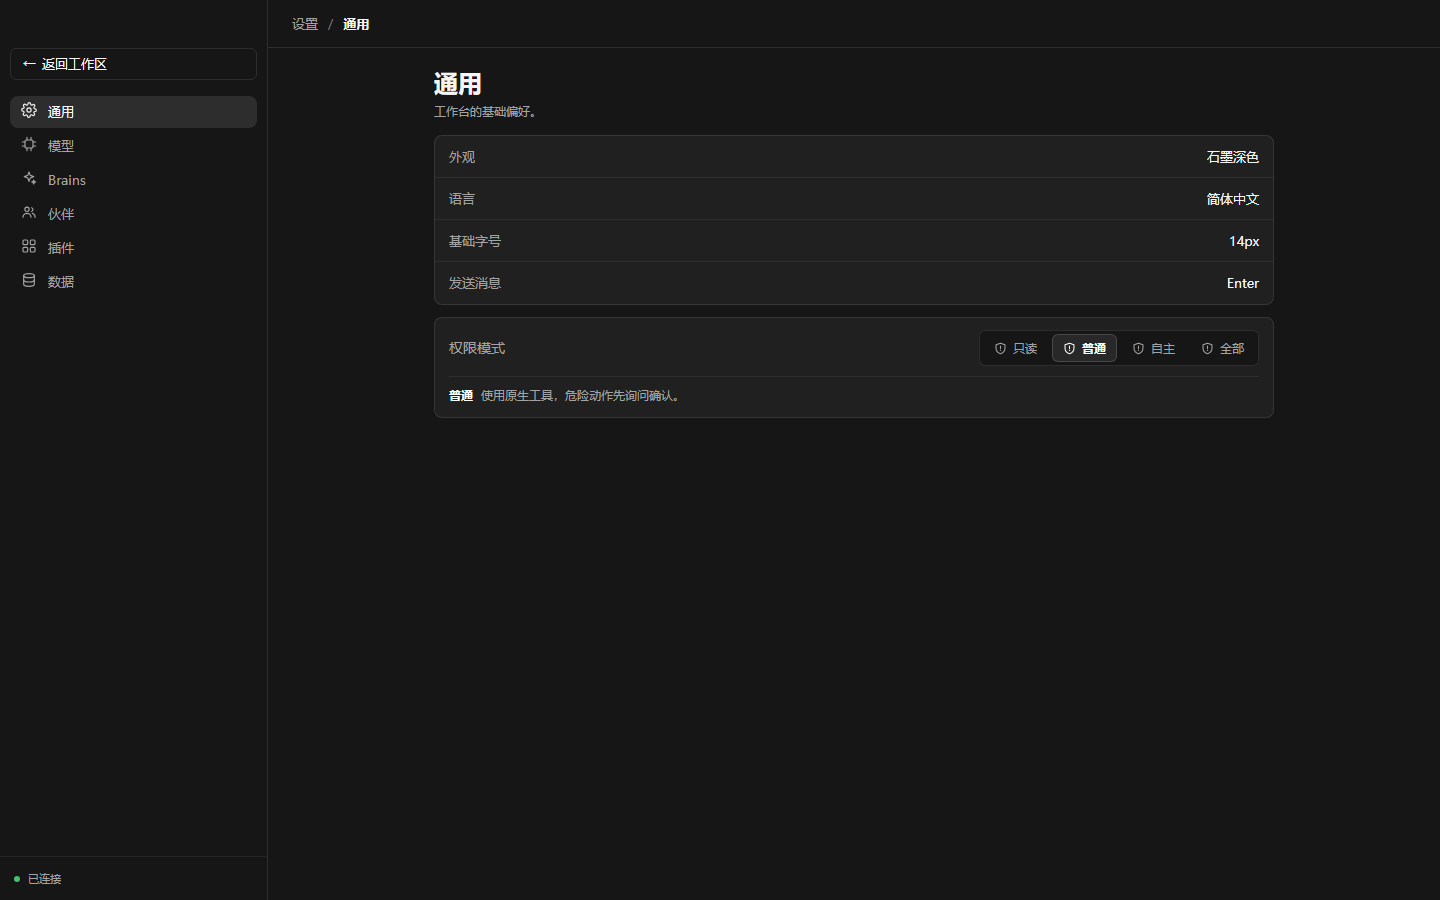 设置 / 通用
← 返回工作区
通用
模型
Brains
伙伴
插件
数据
已连接
通用
工作台的基础偏好。
外观 石墨深色
语言 简体中文
基础字号 14px
发送消息 Enter
权限模式 只读 普通 自主 全部
普通 使用原生工具，危险动作先询问确认。